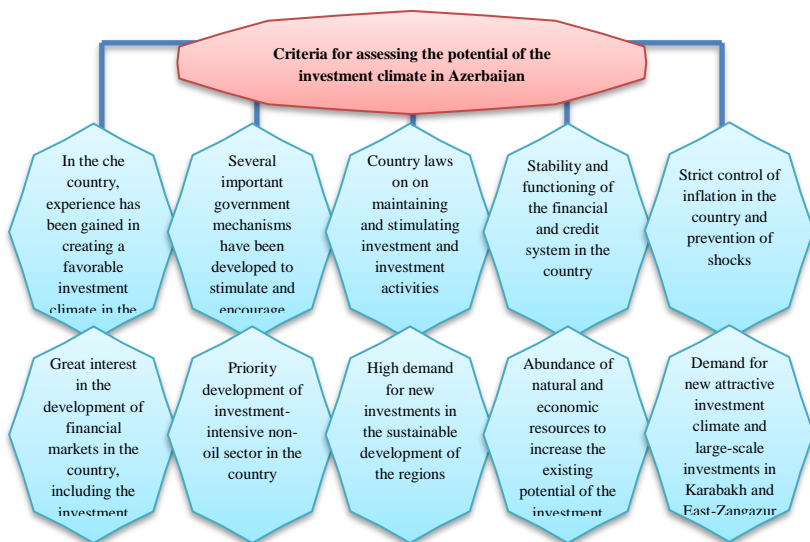 Criteria for assessing the potential of the
investment climate in Azerbaijan
In the che
country,
experience has
been gained in
creating a
favorable
investment
climate in the
Several
important
government
mechanisms
have been
developed to
stimulate and
encourage
Country laws
on on
maintaining
and
stimulating
investment and
investment
activities
Stability and
functioning of
the financial
and credit
system in the
country
Strict control of
inflation in the
country and
prevention of
shocks
Great interest
in the
development of
financial
markets in the
country,
including the
investment
Priority
development of
investment-
intensive non-
oil sector in the
country
High demand
for new
investments in
the sustainable
development of
the regions
Abundance of
natural and
economic
resources to
increase the
existing
potential of the
investment
Demand for
new attractive
investment
climate and
large-scale
investments in
Karabakh and
East-Zangazur